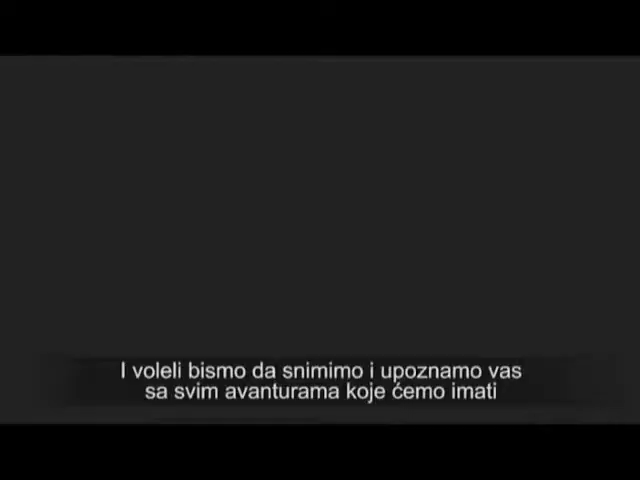 I voleli bismo da snimimo i upoznamo vas
sa svim avanturama koje ćemo imati